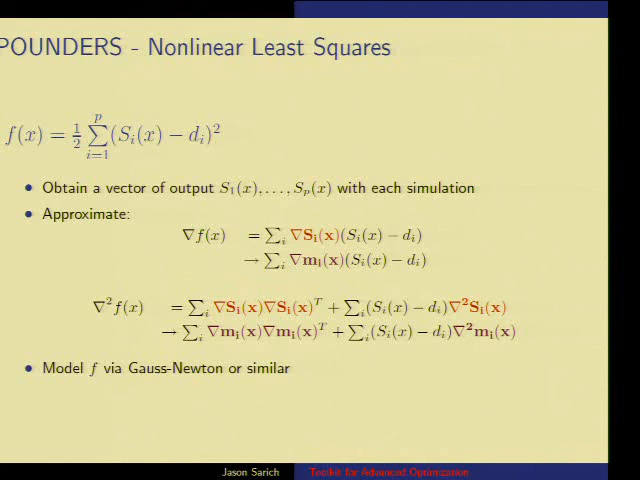 POUNDERS - Nonlinear Least Squares
f(x) = 1/2 ∑_{i=1}^{p} (S_i(x) − d_i)^2
• Obtain a vector of output S_1(x), . . . , S_p(x) with each simulation
• Approximate:
∇f(x) = ∑_i ∇S_i(x)(S_i(x) − d_i)
→ ∑_i ∇m_i(x)(S_i(x) − d_i)
∇²f(x) = ∑_i ∇S_i(x)∇S_i(x)^T + ∑_i(S_i(x) − d_i)∇²S_i(x)
→ ∑_i ∇m_i(x)∇m_i(x)^T + ∑_i(S_i(x) − d_i)∇²m_i(x)
• Model f via Gauss-Newton or similar
Jason Sarich Toolkit for Advanced Optimization